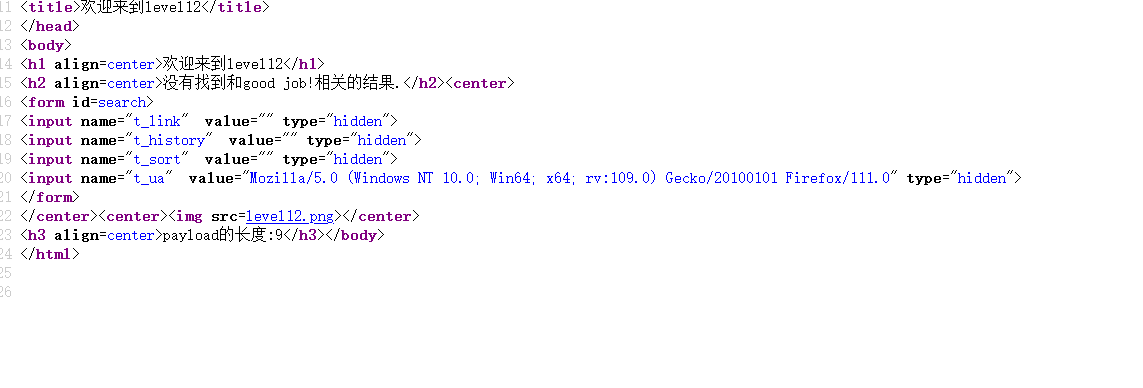 11 <title>欢迎来到level12</title>
12 </head>
13 <body>
14 <h1 align=center>欢迎来到level12</h1>
15 <h2 align=center>没有找到和good job!相关的结果.</h2><center>
16 <form id=search>
17 <input name="t_link"  value="" type="hidden">
18 <input name="t_history"  value="" type="hidden">
19 <input name="t_sort"  value="" type="hidden">
20 <input name="t_ua"  value="Mozilla/5.0 (Windows NT 10.0; Win64; x64; rv:109.0) Gecko/20100101 Firefox/111.0" type="hidden">
21 </form>
22 </center><center><img src=level12.png></center>
23 <h3 align=center>payload的长度:9</h3></body>
24 </html>
25
26